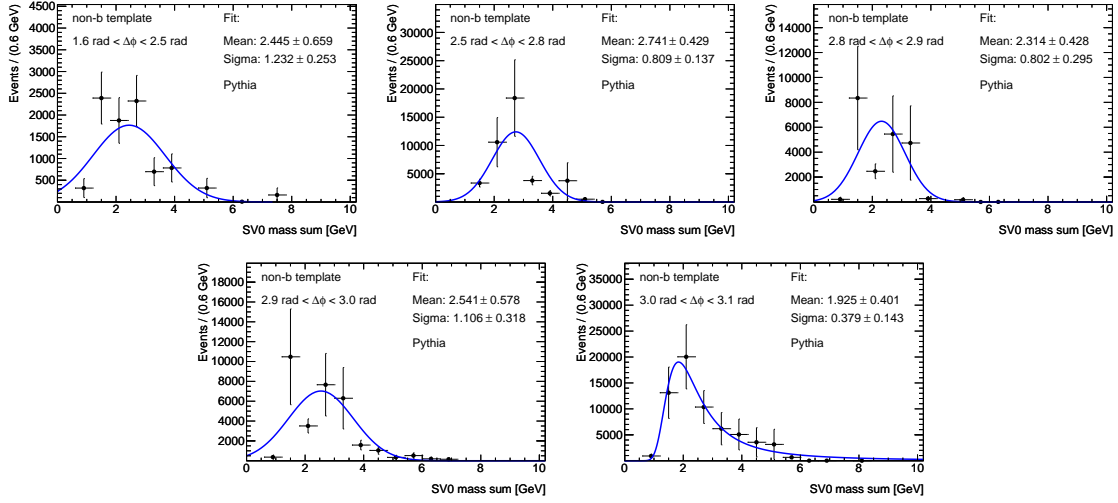 non-b template Fit:
1.6 rad < Δϕ < 2.5 rad Mean: 2.445 ± 0.659
Sigma: 1.232 ± 0.253
Pythia
Events / (0.6 GeV)
4500
4000
3500
3000
2500
2000
1500
1000
500
0 2 4 6 8 10
SV0 mass sum [GeV]
non-b template Fit:
2.5 rad < Δϕ < 2.8 rad Mean: 2.741 ± 0.429
Sigma: 0.809 ± 0.137
Pythia
Events / (0.6 GeV)
35000
30000
25000
20000
15000
10000
5000
0 2 4 6 8 10
SV0 mass sum [GeV]
non-b template Fit:
2.8 rad < Δϕ < 2.9 rad Mean: 2.314 ± 0.428
Sigma: 0.802 ± 0.295
Pythia
Events / (0.6 GeV)
14000
12000
10000
8000
6000
4000
2000
0 2 4 6 8 10
SV0 mass sum [GeV]
non-b template Fit:
2.9 rad < Δϕ < 3.0 rad Mean: 2.541 ± 0.578
Sigma: 1.106 ± 0.318
Pythia
Events / (0.6 GeV)
18000
16000
14000
12000
10000
8000
6000
4000
2000
0 2 4 6 8 10
SV0 mass sum [GeV]
non-b template Fit:
3.0 rad < Δϕ < 3.1 rad Mean: 1.925 ± 0.401
Sigma: 0.379 ± 0.143
Pythia
Events / (0.6 GeV)
35000
30000
25000
20000
15000
10000
5000
0 2 4 6 8 10
SV0 mass sum [GeV]